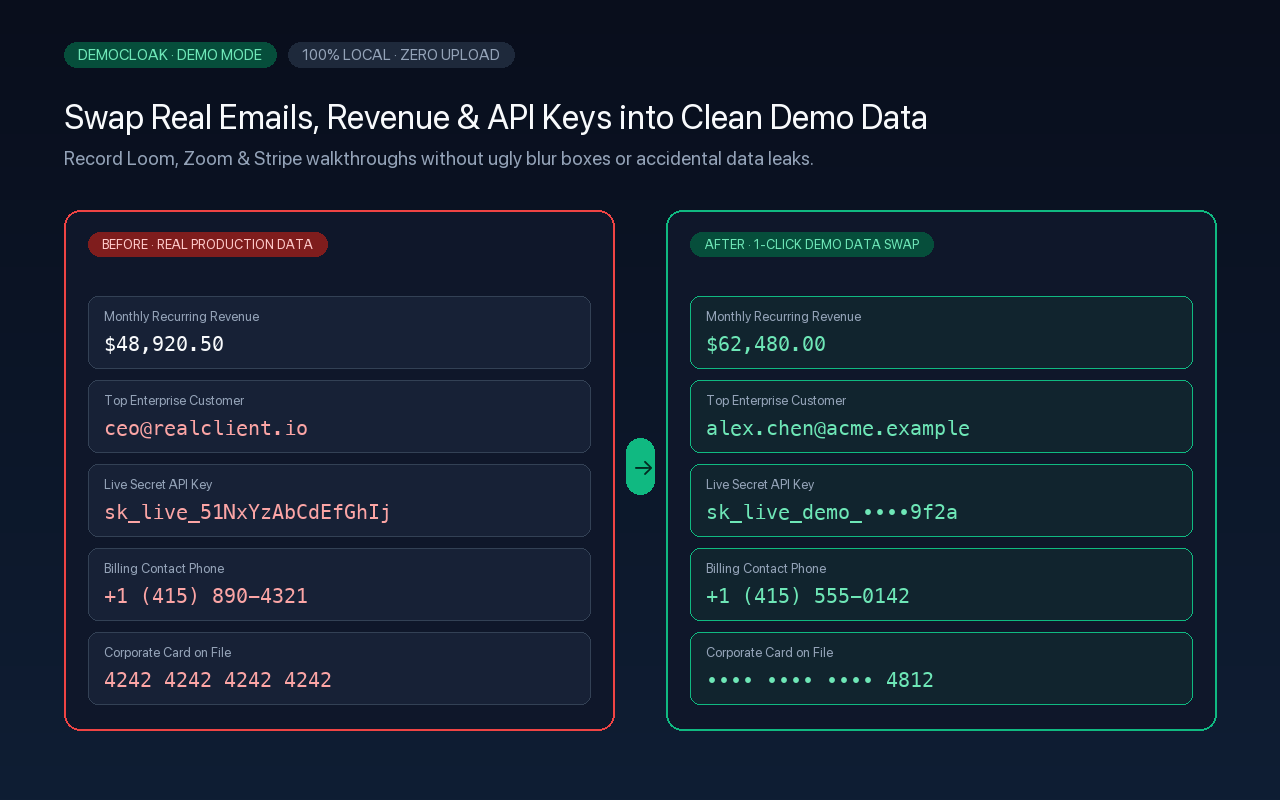 DEMOCLOAK · DEMO MODE
100% LOCAL · ZERO UPLOAD
Swap Real Emails, Revenue & API Keys into Clean Demo Data
Record Loom, Zoom & Stripe walkthroughs without ugly blur boxes or accidental data leaks.
BEFORE · REAL PRODUCTION DATA
Monthly Recurring Revenue
$48,920.50
Top Enterprise Customer
ceo@realclient.io
Live Secret API Key
sk_live_51NxYzAbCdEfGhIj
Billing Contact Phone
+1 (415) 890-4321
Corporate Card on File
4242 4242 4242 4242
→
AFTER · 1-CLICK DEMO DATA SWAP
Monthly Recurring Revenue
$62,480.00
Top Enterprise Customer
alex.chen@acme.example
Live Secret API Key
sk_live_demo_••••9f2a
Billing Contact Phone
+1 (415) 555-0142
Corporate Card on File
•••• •••• •••• 4812